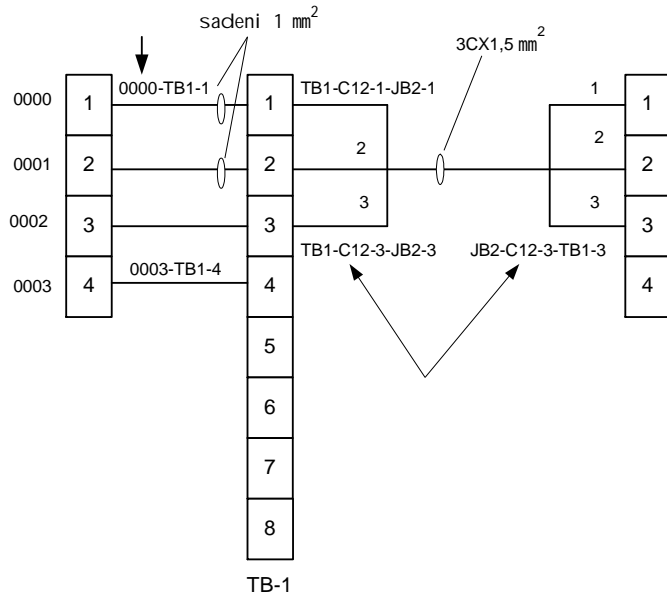 sadeni 1 mm²
3CX1,5 mm²
0000 1 0000-TB1-1 1 TB1-C12-1-JB2-1 1 1
0001 2 2 2 2 2
0002 3 3 3 3 3
TB1-C12-3-JB2-3 JB2-C12-3-TB1-3
0003 4 0003-TB1-4 4 4
5
6
7
8
TB-1